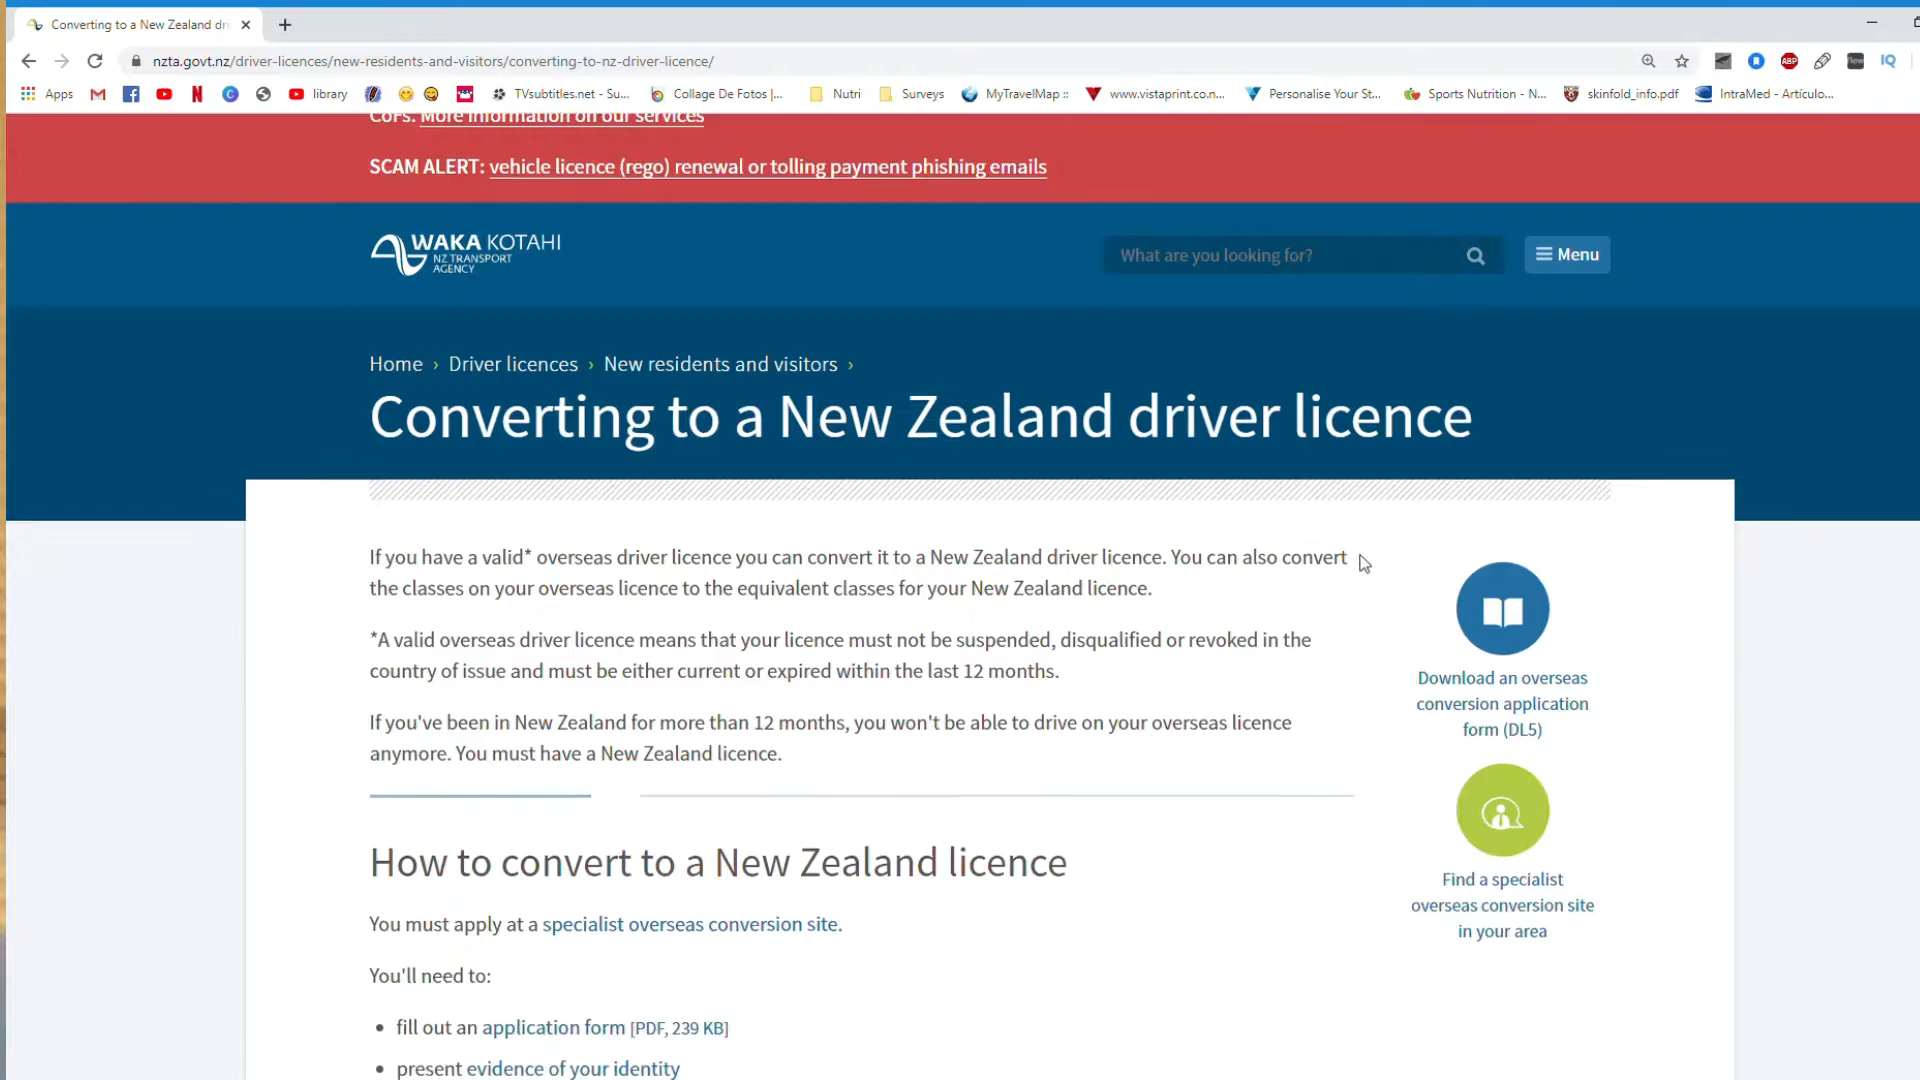 Converting to a New Zealand dr
nzta.govt.nz/driver-licences/new-residents-and-visitors/converting-to-nz-driver-licence/
ABP
IQ
Apps
library
TVsubtitles.net - Su...
Collage De Fotos |...
Nutri
Surveys
MyTravelMap ::
www.vistaprint.co.n...
Personalise Your St...
Sports Nutrition - N...
skinfold_info.pdf
IntraMed - Artículo...
CoFs. More information on our services
SCAM ALERT: vehicle licence (rego) renewal or tolling payment phishing emails
WAKA KOTAHI
NZ TRANSPORT
AGENCY
What are you looking for?
Menu
Home › Driver licences › New residents and visitors ›
Converting to a New Zealand driver licence
If you have a valid* overseas driver licence you can convert it to a New Zealand driver licence. You can also convert
the classes on your overseas licence to the equivalent classes for your New Zealand licence.
*A valid overseas driver licence means that your licence must not be suspended, disqualified or revoked in the
country of issue and must be either current or expired within the last 12 months.
If you've been in New Zealand for more than 12 months, you won't be able to drive on your overseas licence
anymore. You must have a New Zealand licence.
Download an overseas
conversion application
form (DL5)
Find a specialist
overseas conversion site
in your area
How to convert to a New Zealand licence
You must apply at a specialist overseas conversion site.
You'll need to:
• fill out an application form [PDF, 239 KB]
• present evidence of your identity